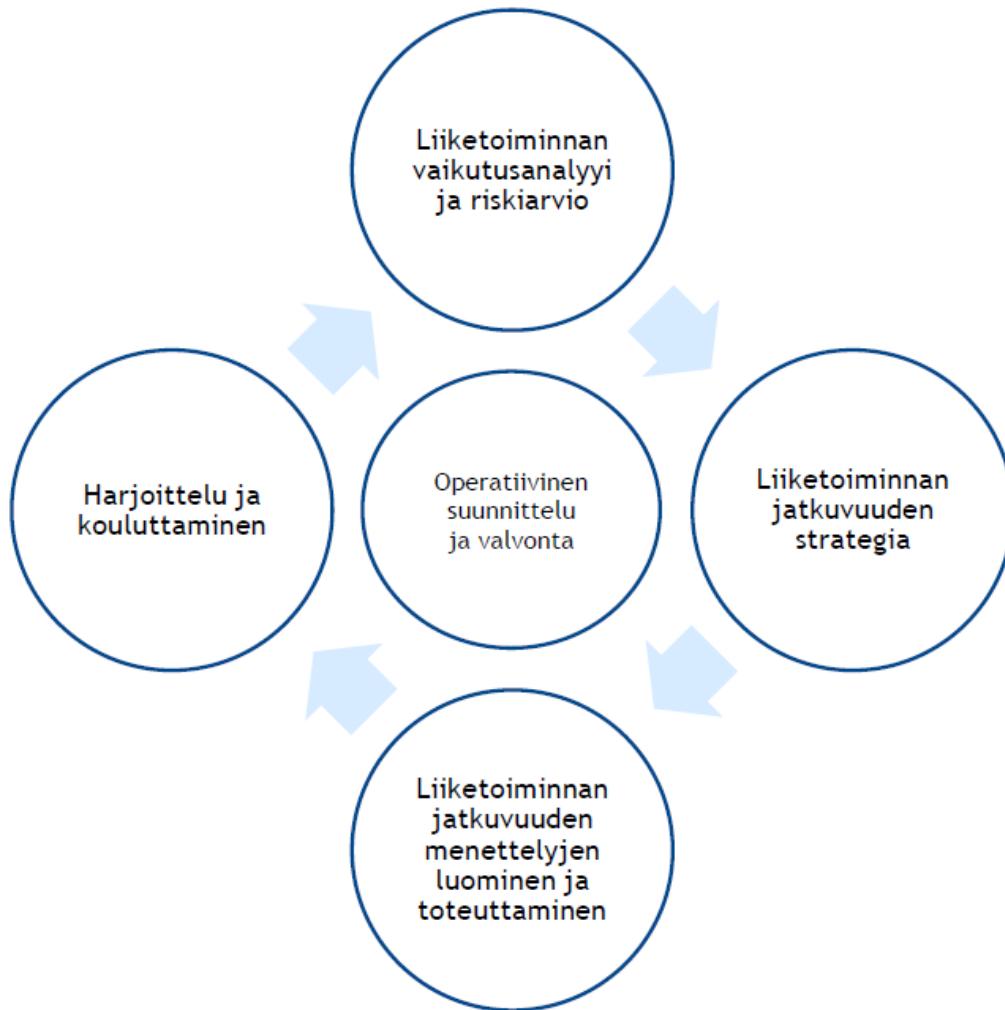 Liiketoiminnan
vaikutusanalyyi
ja riskiarvio
Harjoittelu ja
kouluttaminen
Operatiivinen
suunnittelu
ja valvonta
Liiketoiminnan
jatkuvuuden
strategia
Liiketoiminnan
jatkuvuuden
menettelyjen
luominen ja
toteuttaminen